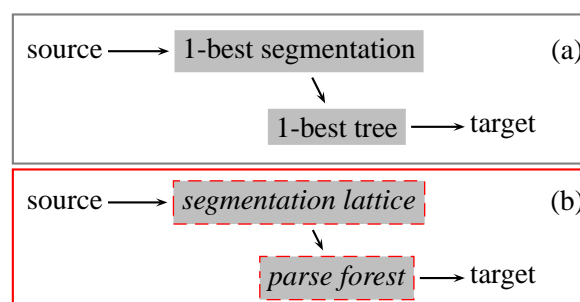 source 1-best segmentation (a)
1-best tree target
source segmentation lattice (b)
parse forest target